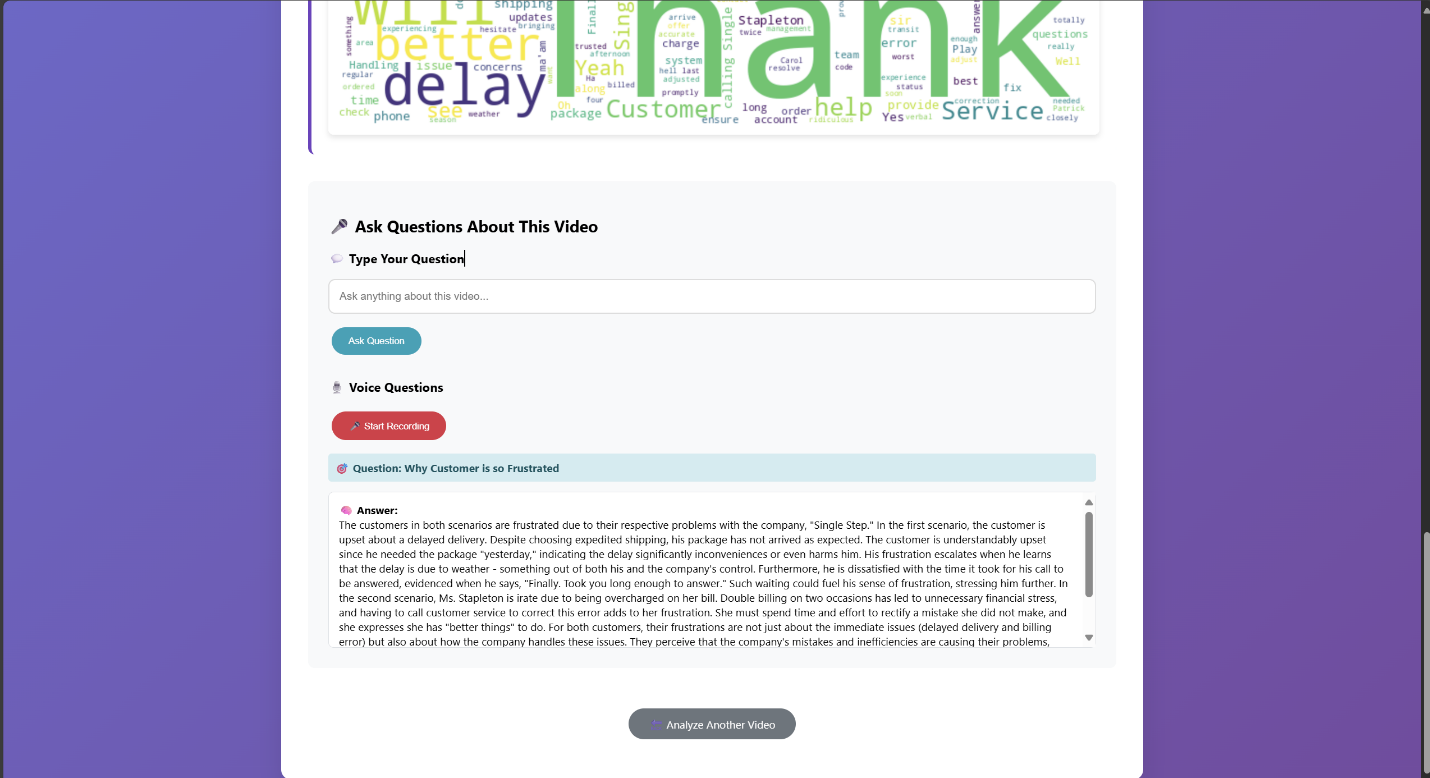 will
thank
better
delay
shipping
updates
hesitate
bringing
experiencing
something
area
Handling
issue
concerns
regular
ordered
time
check
phone
see
season
weather
ma'am
want
Yeah
Ha
along
four
Oh
package
trusted
afternoon
billed
arrive
offer
accurate
charge
system
hell last
adjusted
promptly
Customer
ensure
calling Single
Stapleton
twice
management
Carol
resolve
long
order
account
ridiculous
team
code
help
sir
transit
error
worst
experience
status
soon
provide
Yes
verbal
answer
enough
Play
adjust
best
correction
Service
fix
totally
questions
really
Well
needed
Patrick
closely
🎤 Ask Questions About This Video
💬 Type Your Question
Ask anything about this video...
Ask Question
🎙️ Voice Questions
🎤 Start Recording
🎯 Question: Why Customer is so Frustrated
🧠 Answer:
The customers in both scenarios are frustrated due to their respective problems with the company, "Single Step." In the first scenario, the customer is
upset about a delayed delivery. Despite choosing expedited shipping, his package has not arrived as expected. The customer is understandably upset
since he needed the package "yesterday," indicating the delay significantly inconveniences or even harms him. His frustration escalates when he learns
that the delay is due to weather - something out of both his and the company's control. Furthermore, he is dissatisfied with the time it took for his call to
be answered, evidenced when he says, "Finally. Took you long enough to answer." Such waiting could fuel his sense of frustration, stressing him further. In
the second scenario, Ms. Stapleton is irate due to being overcharged on her bill. Double billing on two occasions has led to unnecessary financial stress,
and having to call customer service to correct this error adds to her frustration. She must spend time and effort to rectify a mistake she did not make, and
she expresses she has "better things" to do. For both customers, their frustrations are not just about the immediate issues (delayed delivery and billing
error) but also about how the company handles these issues. They perceive that the company's mistakes and inefficiencies are causing their problems,
Analyze Another Video